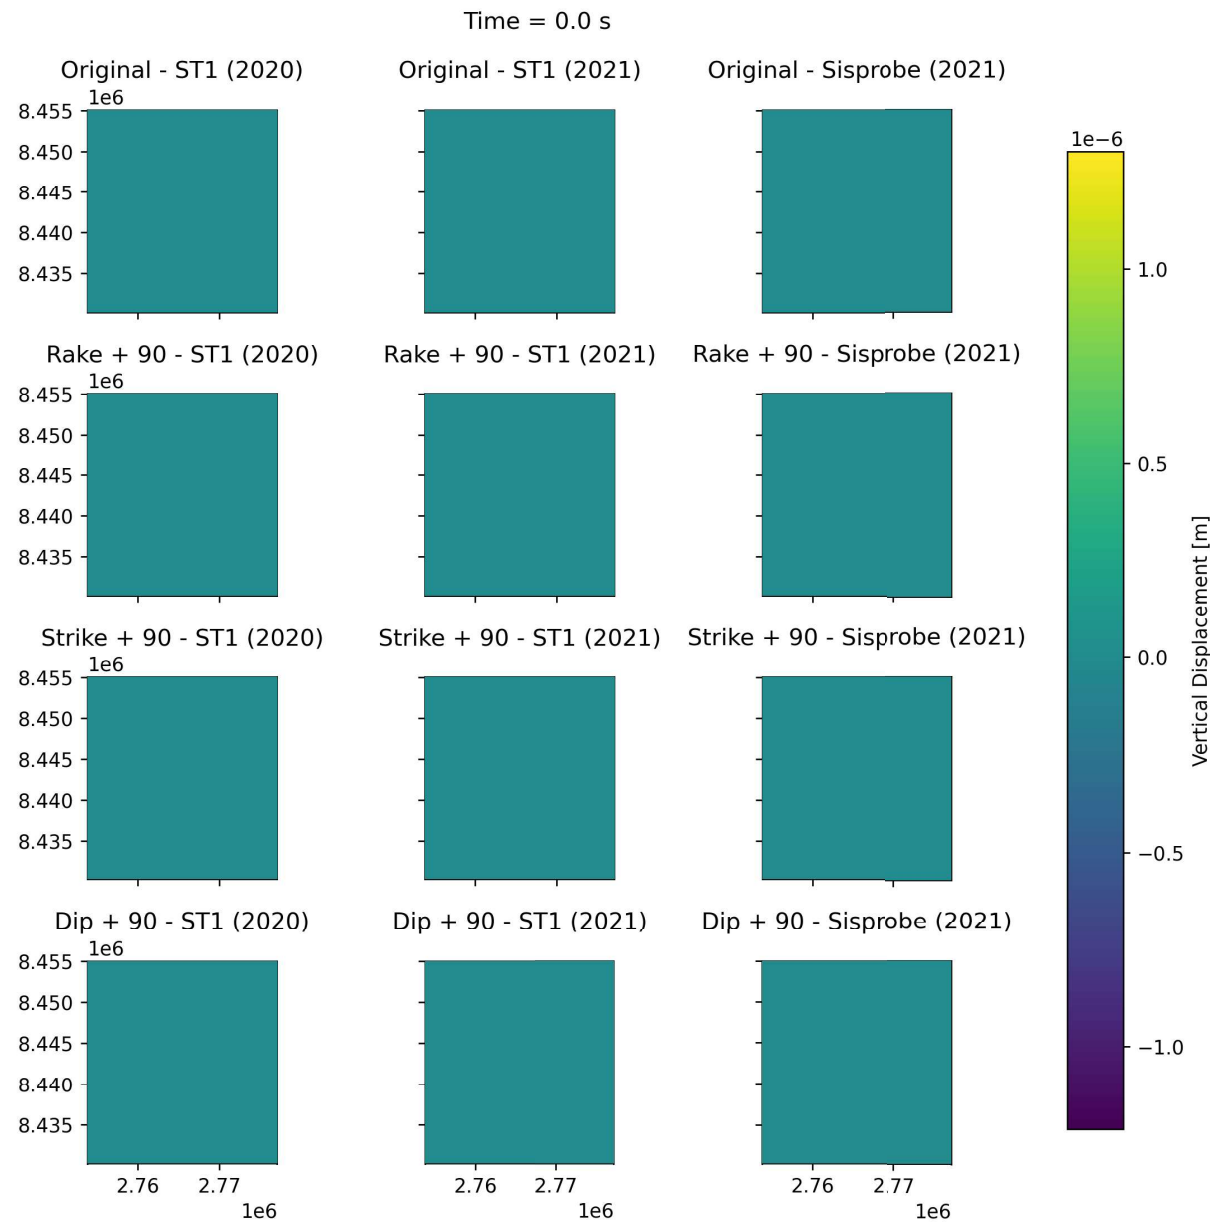 Time = 0.0 s
Original - ST1 (2020)
Original - ST1 (2021)
Original - Sisprobe (2021)
1e6
8.455
8.450
8.445
8.440
8.435
Rake + 90 - ST1 (2020)
Rake + 90 - ST1 (2021)
Rake + 90 - Sisprobe (2021)
1e6
8.455
8.450
8.445
8.440
8.435
Strike + 90 - ST1 (2020)
Strike + 90 - ST1 (2021)
Strike + 90 - Sisprobe (2021)
1e6
8.455
8.450
8.445
8.440
8.435
Dip + 90 - ST1 (2020)
Dip + 90 - ST1 (2021)
Dip + 90 - Sisprobe (2021)
1e6
8.455
8.450
8.445
8.440
8.435
2.76 2.77
1e6
2.76 2.77
1e6
2.76 2.77
1e6
1e−6
1.0
0.5
0.0
−0.5
−1.0
Vertical Displacement [m]